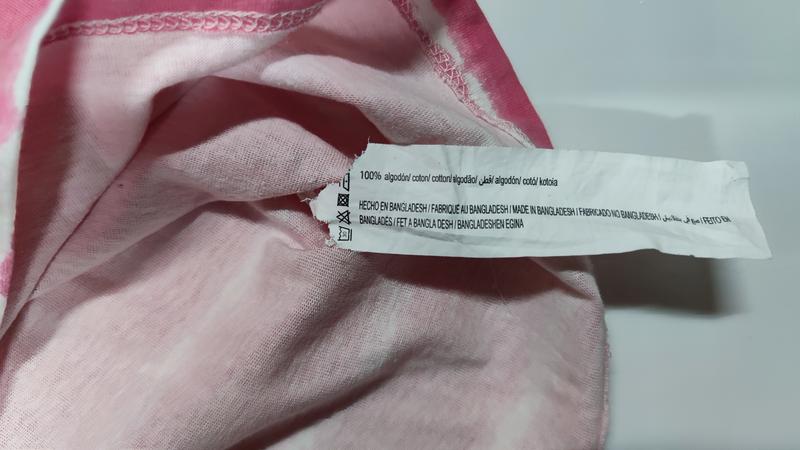 100% algodón/ coton/ cotton/ algodão/ قطن/ algodón/ cotó/ kotoia
HECHO EN BANGLADESH / FABRIQUÉ AU BANGLADESH / MADE IN BANGLADESH / FABRICADO NO BANGLADESH / صنع في بنغلاديش / FEITO EN
BANGLADÉS / FET A BANGLA DESH / BANGLADESHEN EGINA